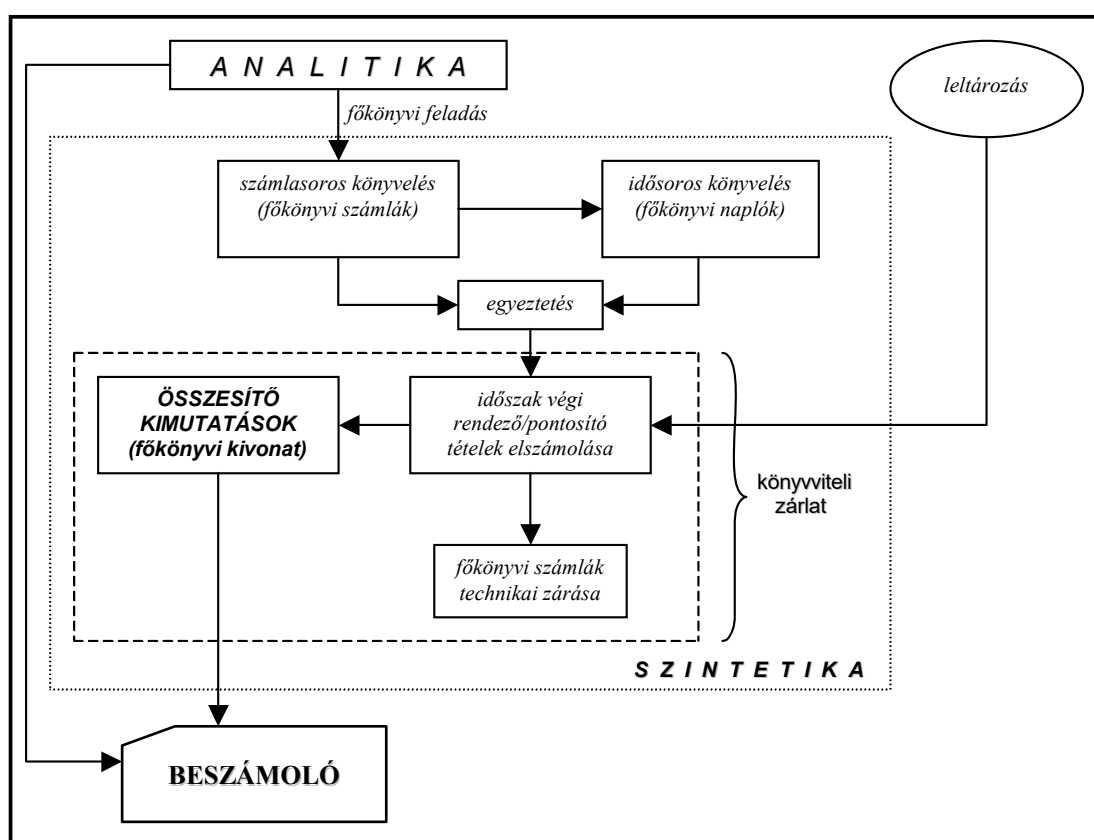 A N A L I T I K A
leltározás
főkönyvi feladás
számlasoros könyvelés
(főkönyvi számlák)
idősoros könyvelés
(főkönyvi naplók)
egyeztetés
ÖSSZESÍTŐ
KIMUTATÁSOK
(főkönyvi kivonat)
időszak végi
rendező/pontosító
tételek elszámolása
könyvviteli
zárlat
főkönyvi számlák
technikai zárása
S Z I N T E T I K A
BESZÁMOLÓ